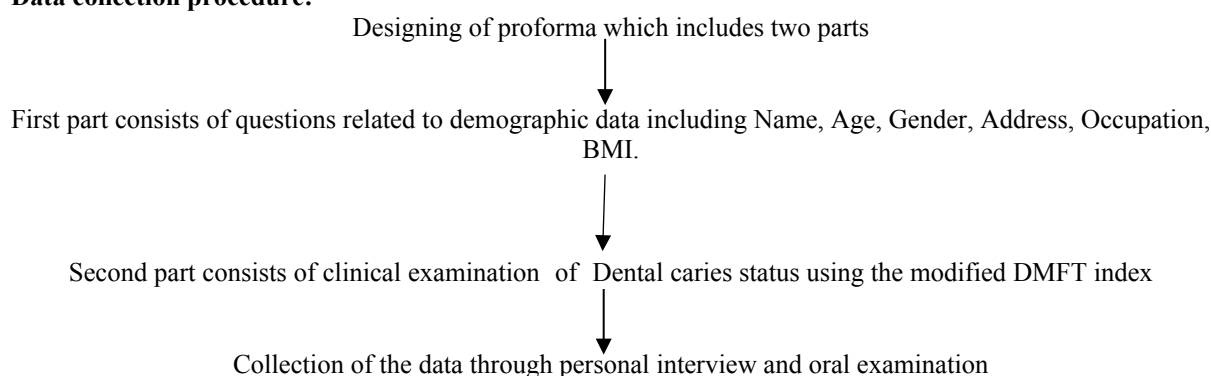 Data collection procedure:
Designing of proforma which includes two parts
First part consists of questions related to demographic data including Name, Age, Gender, Address, Occupation,
BMI.
Second part consists of clinical examination of Dental caries status using the modified DMFT index
Collection of the data through personal interview and oral examination